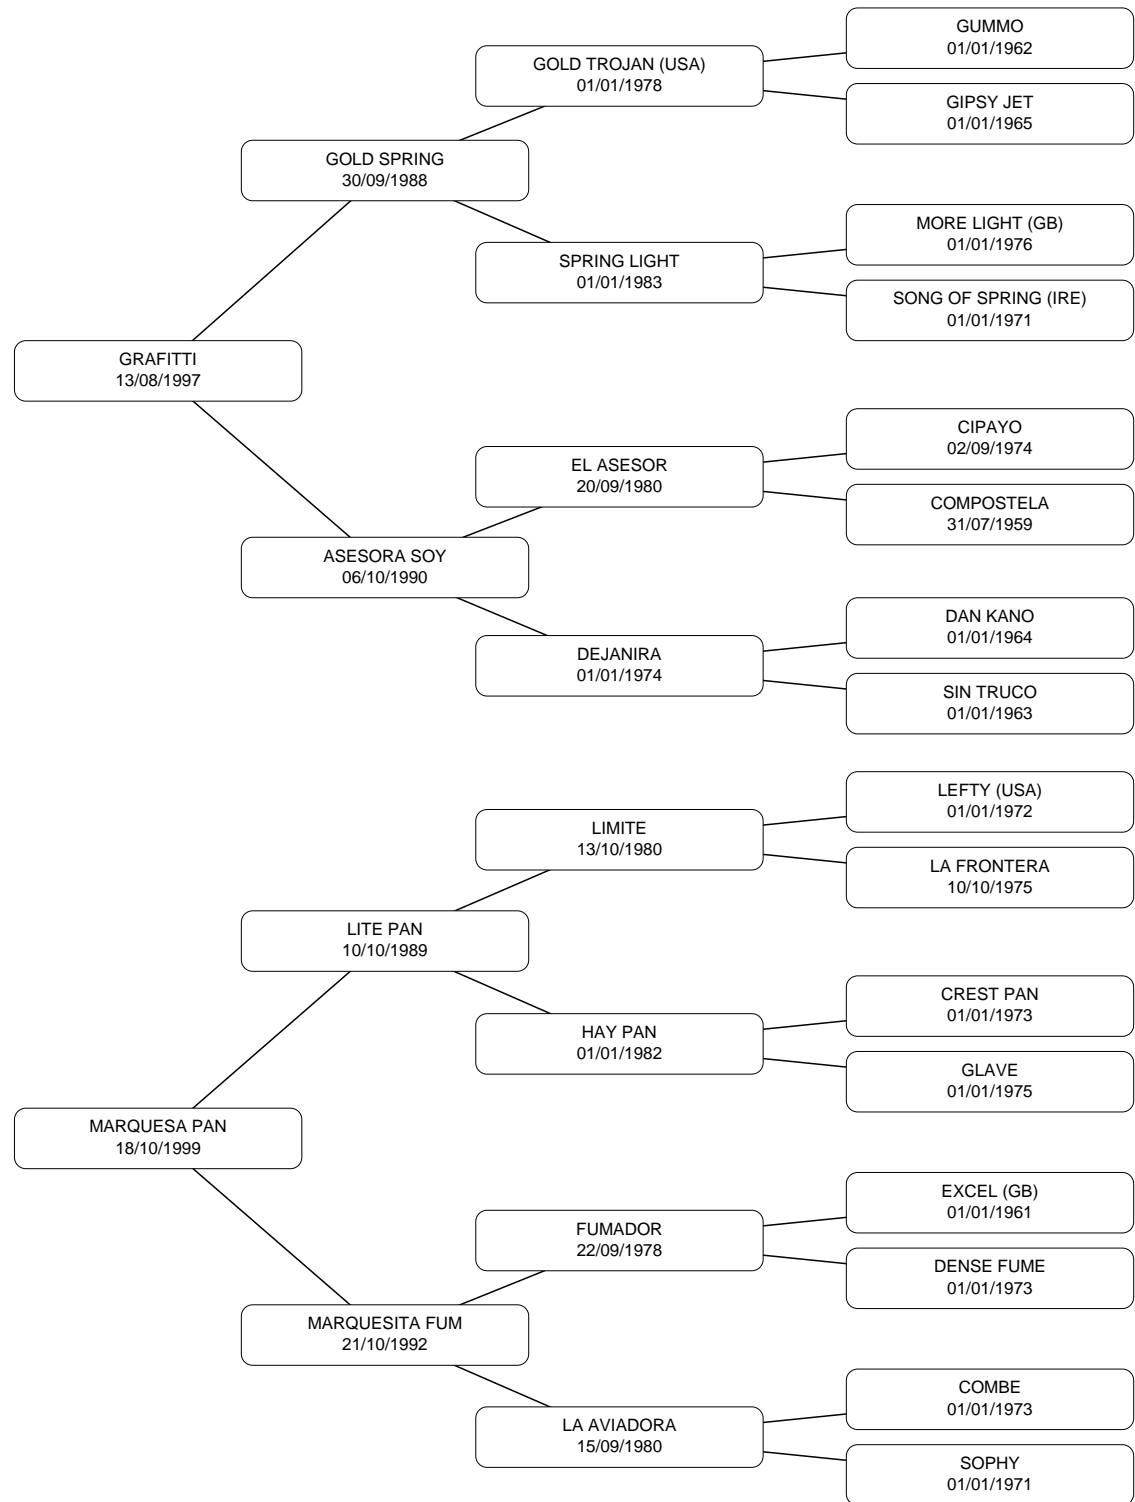 GUMMO
01/01/1962
GOLD TROJAN (USA)
01/01/1978
GIPSY JET
01/01/1965
GOLD SPRING
30/09/1988
MORE LIGHT (GB)
01/01/1976
SPRING LIGHT
01/01/1983
SONG OF SPRING (IRE)
01/01/1971
GRAFITTI
13/08/1997
CIPAYO
02/09/1974
EL ASESOR
20/09/1980
COMPOSTELA
31/07/1959
ASESORA SOY
06/10/1990
DAN KANO
01/01/1964
DEJANIRA
01/01/1974
SIN TRUCO
01/01/1963
LEFTY (USA)
01/01/1972
LIMITE
13/10/1980
LA FRONTERA
10/10/1975
LITE PAN
10/10/1989
CREST PAN
01/01/1973
HAY PAN
01/01/1982
GLAVE
01/01/1975
MARQUESA PAN
18/10/1999
EXCEL (GB)
01/01/1961
FUMADOR
22/09/1978
DENSE FUME
01/01/1973
MARQUESITA FUM
21/10/1992
COMBE
01/01/1973
LA AVIADORA
15/09/1980
SOPHY
01/01/1971